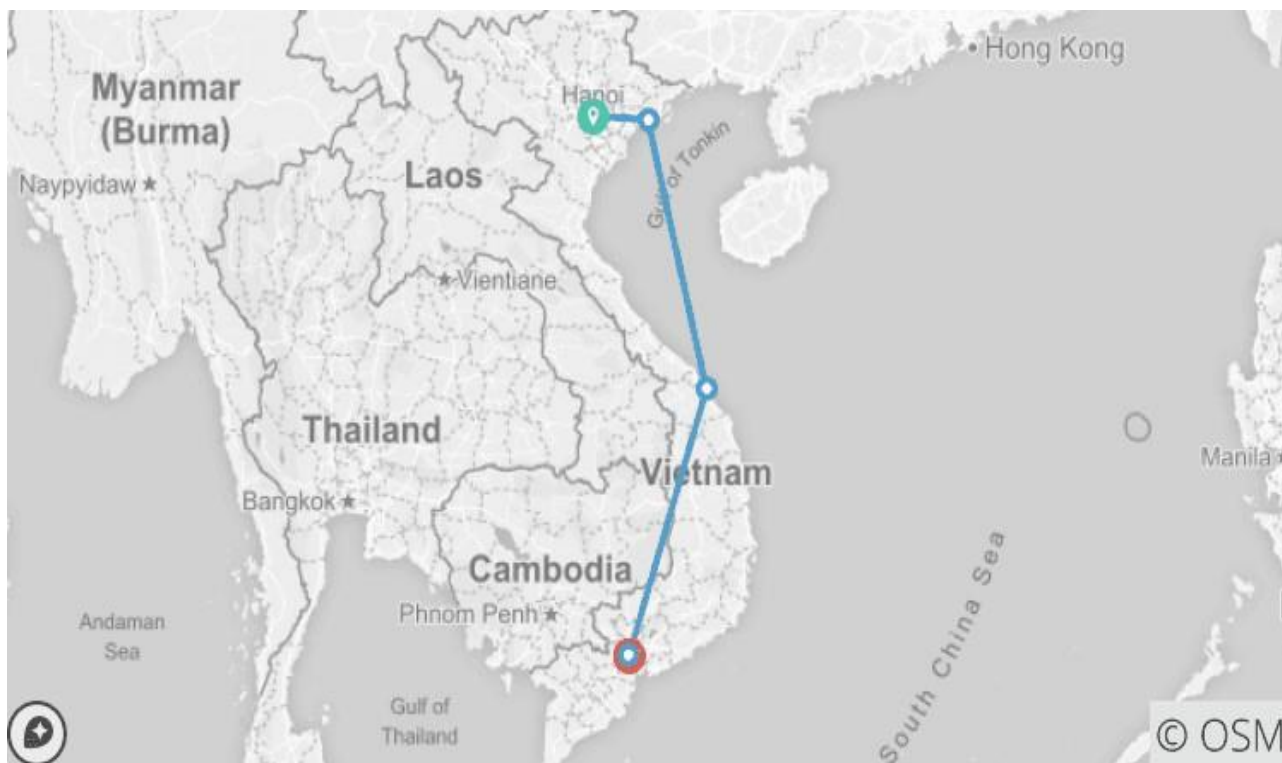 Hong Kong
Myanmar
(Burma)
Hanoi
Gulf of Tonkin
Naypyidaw
Laos
Vientiane
Thailand
Vietnam
Manila
Bangkok
Cambodia
Phnom Penh
Andaman
Sea
South China Sea
Gulf of
Thailand
© OSM